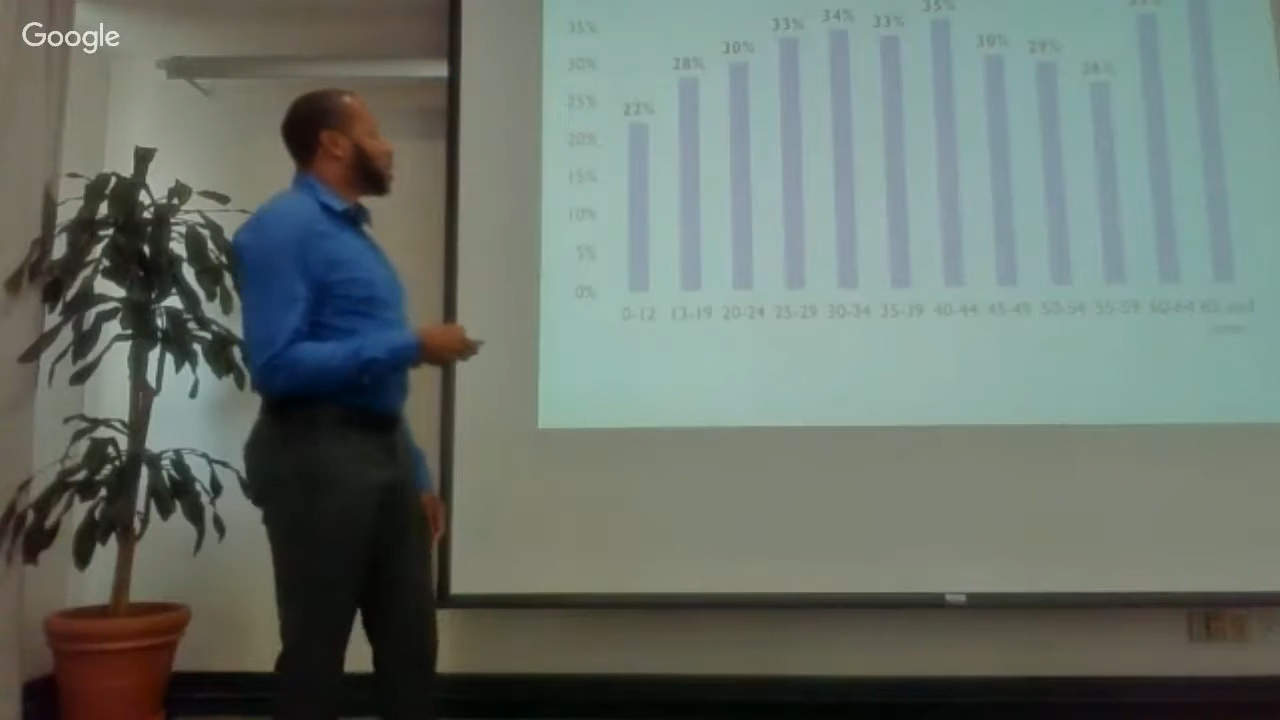 Google
35%
30%
25%
20%
15%
10%
5%
0%
22% 28% 30% 33% 34% 33% 35% 30% 29%
0-12 13-19 20-24 25-29 30-34 35-39 40-44 45-49 50-54 55-59 60-64